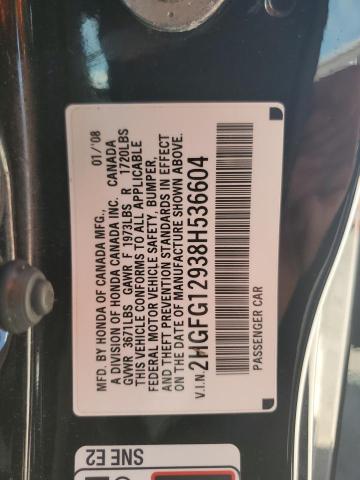 MFD. BY HONDA OF CANADA MFG., 01/'08
A DIVISION OF HONDA CANADA INC. CANADA
GVWR 3671LBS GAWR F 1973LBS R 1720LBS
THIS VEHICLE CONFORMS TO ALL APPLICABLE
FEDERAL MOTOR VEHICLE SAFETY, BUMPER,
AND THEFT PREVENTION STANDARDS IN EFFECT
ON THE DATE OF MANUFACTURE SHOWN ABOVE.
V.I.N. 2HGFG12938H536604
PASSENGER CAR
SNE E2